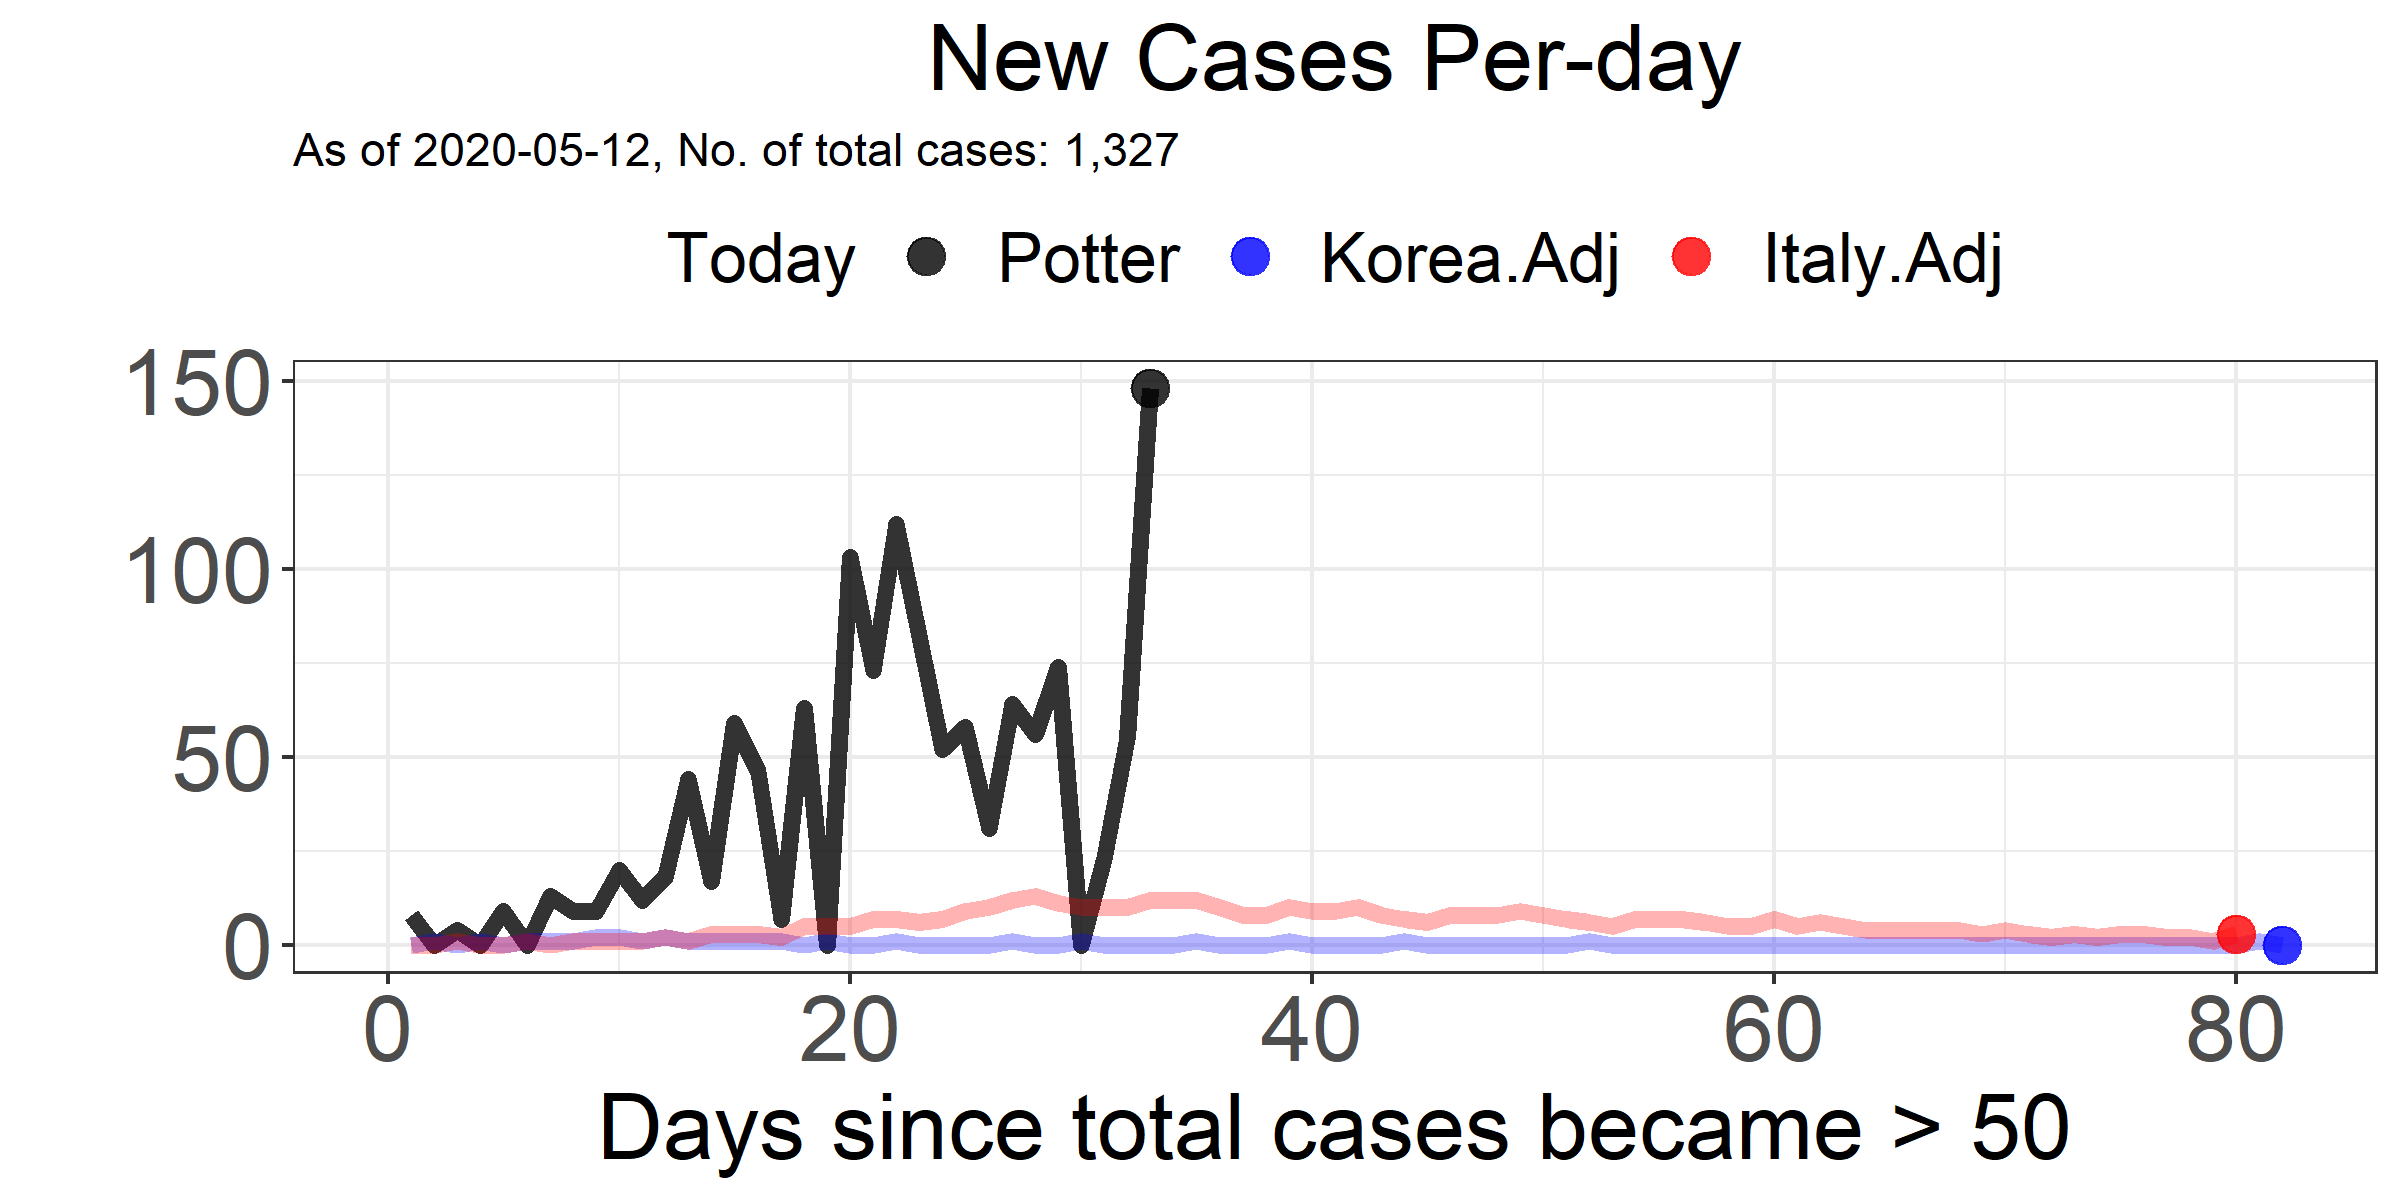 New Cases Per-day
As of 2020-05-12, No. of total cases: 1,327
Today Potter Korea.Adj Italy.Adj
150
100
50
0
0 20 40 60 80
Days since total cases became > 50